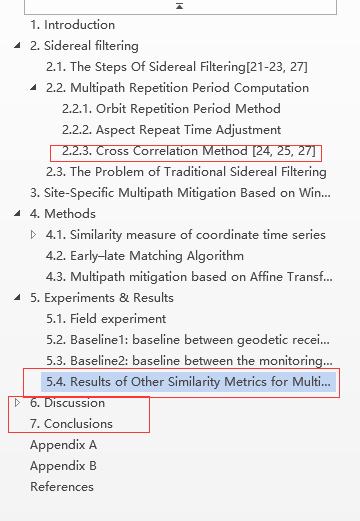 1. Introduction
2. Sidereal filtering
2.1. The Steps Of Sidereal Filtering[21-23, 27]
2.2. Multipath Repetition Period Computation
2.2.1. Orbit Repetition Period Method
2.2.2. Aspect Repeat Time Adjustment
2.2.3. Cross Correlation Method [24, 25, 27]
2.3. The Problem of Traditional Sidereal Filtering
3. Site-Specific Multipath Mitigation Based on Win...
4. Methods
4.1. Similarity measure of coordinate time series
4.2. Early–late Matching Algorithm
4.3. Multipath mitigation based on Affine Transf...
5. Experiments & Results
5.1. Field experiment
5.2. Baseline1: baseline between geodetic recei...
5.3. Baseline2: baseline between the monitoring...
5.4. Results of Other Similarity Metrics for Multi...
6. Discussion
7. Conclusions
Appendix A
Appendix B
References